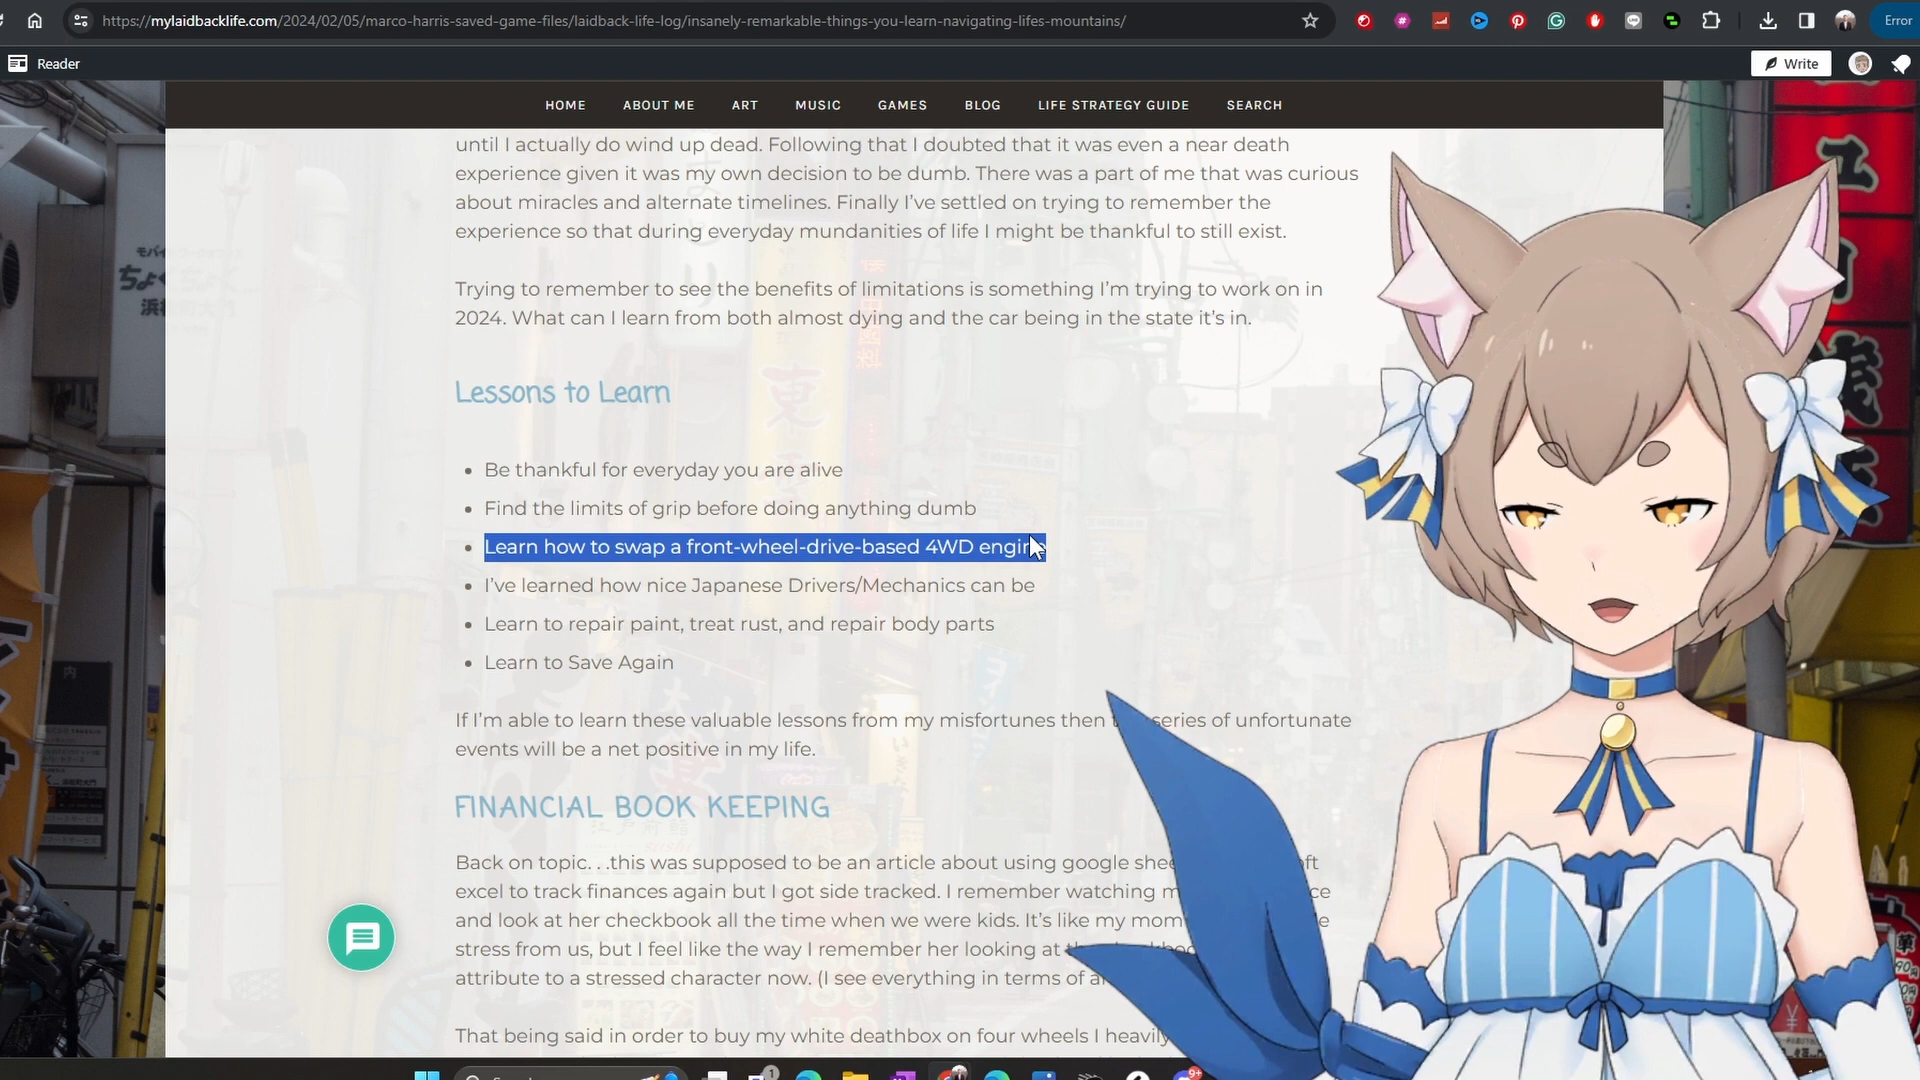 https://mylaidbacklife.com/2024/02/05/marco-harris-saved-game-files/laidback-life-log/insanely-remarkable-things-you-learn-navigating-lifes-mountains/
Error
Reader
Write
HOME ABOUT ME ART MUSIC GAMES BLOG LIFE STRATEGY GUIDE SEARCH
until I actually do wind up dead. Following that I doubted that it was even a near death
experience given it was my own decision to be dumb. There was a part of me that was curious
about miracles and alternate timelines. Finally I've settled on trying to remember the
experience so that during everyday mundanities of life I might be thankful to still exist.
Trying to remember to see the benefits of limitations is something I'm trying to work on in
2024. What can I learn from both almost dying and the car being in the state it's in.
Lessons to Learn
Be thankful for everyday you are alive
Find the limits of grip before doing anything dumb
Learn how to swap a front-wheel-drive-based 4WD
I've learned how nice Japanese Drivers/Mechanics can be
Learn to repair paint, treat rust, and repair body parts
Learn to Save Again
If I'm able to learn these valuable lessons from my misfortunes then series of unfortunate
events will be a net positive in my life.
FINANCIAL BOOK KEEPING
Back on topic. . .this was supposed to be an article about using google
excel to track finances again but I got side tracked. I remember watching
and look at her checkbook all the time when we were kids. It's like my mom
stress from us, but I feel like the way I remember her looking at
attribute to a stressed character now. (I see everything in terms of
That being said in order to buy my white deathbox on four wheels I heavily
1
9+